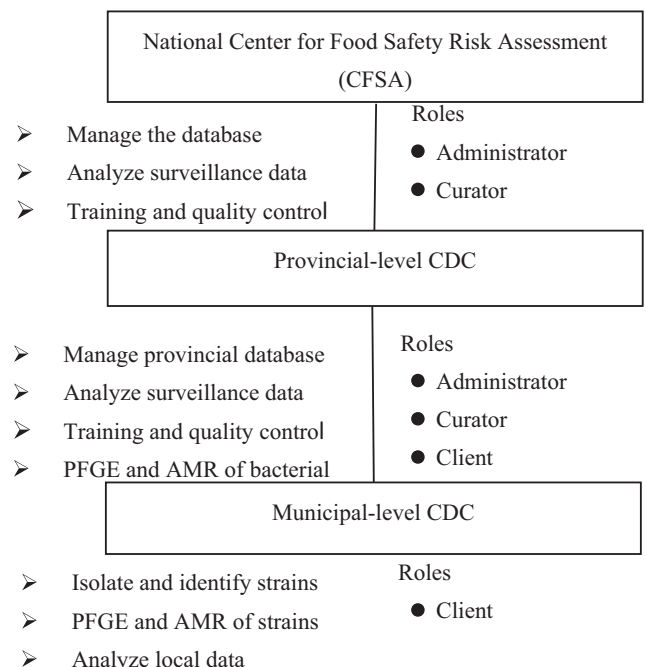 National Center for Food Safety Risk Assessment
(CFSA)
Roles
➢ Manage the database
● Administrator
➢ Analyze surveillance data
● Curator
➢ Training and quality control
Provincial-level CDC
Roles
➢ Manage provincial database
● Administrator
➢ Analyze surveillance data
● Curator
➢ Training and quality control
● Client
➢ PFGE and AMR of bacterial
Municipal-level CDC
Roles
➢ Isolate and identify strains
● Client
➢ PFGE and AMR of strains
➢ Analyze local data